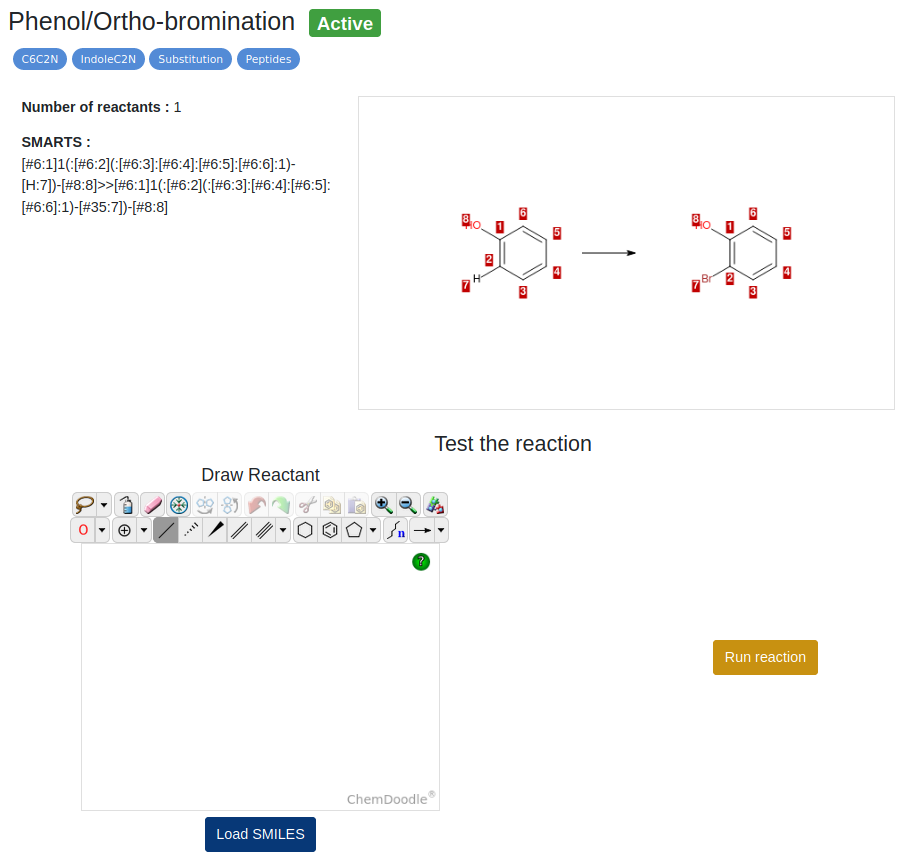 Phenol/Ortho-bromination Active
C6C2N IndoleC2N Substitution Peptides
Number of reactants : 1
SMARTS :
[#6:1]1(:[#6:2](:[#6:3]:[#6:4]:[#6:5]:[#6:6]:1)-
[H:7])-[#8:8]>>[#6:1]1(:[#6:2](:[#6:3]:[#6:4]:[#6:5]:
[#6:6]:1)-[#35:7])-[#8:8]
8 HO 1 6 5 2 H 7 3 4
8 HO 1 6 5 Br 7 2 3 4
Test the reaction
Draw Reactant
O n
?
Run reaction
ChemDoodle®
Load SMILES